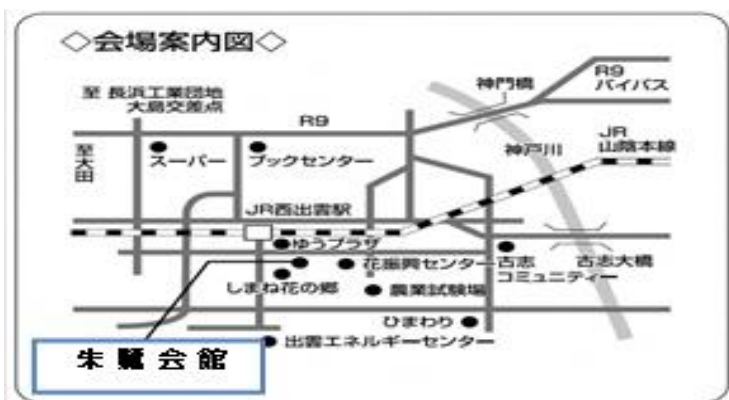 ◇会場案内図◇
至 長浜工業団地
大島交差点
神門橋
R9
バイパス
R9
JR
山陰本線
至大田
スーパー
ブックセンター
神戸川
JR西出雲駅
ゆうプラザ
花振興センター
古志
コミュニティー
古志大橋
しまね花の郷
農業試験場
ひまわり
出雲エネルギーセンター
会館